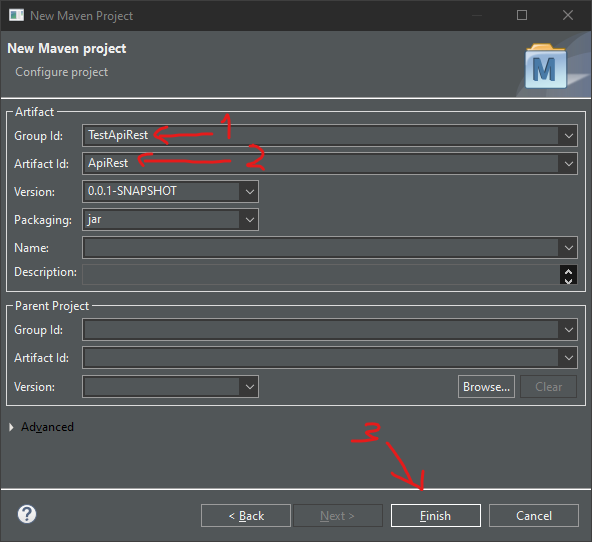 New Maven Project
New Maven project
Configure project
M
Artifact
Group Id: TestApiRest 1
Artifact Id: ApiRest 2
Version: 0.0.1-SNAPSHOT
Packaging: jar
Name:
Description:
Parent Project
Group Id:
Artifact Id:
Version: Browse... Clear
Advanced
3
? < Back Next > Finish Cancel